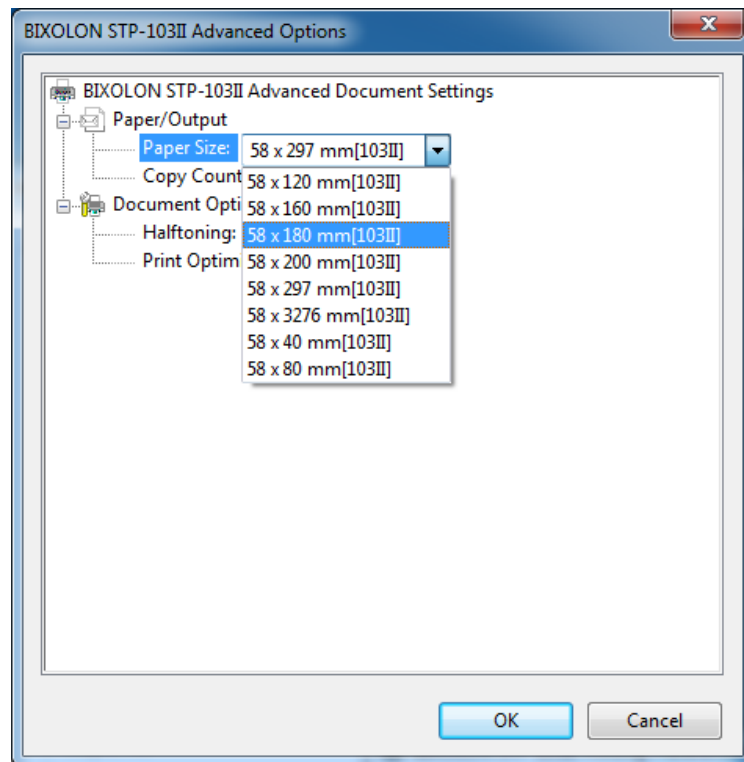 BIXOLON STP-103II Advanced Options
BIXOLON STP-103II Advanced Document Settings
Paper/Output
Paper Size: 58 x 297 mm[103II]
Copy Count
58 x 120 mm[103II]
58 x 160 mm[103II]
Document Opti
58 x 180 mm[103II]
Halftoning:
58 x 200 mm[103II]
Print Optim
58 x 297 mm[103II]
58 x 3276 mm[103II]
58 x 40 mm[103II]
58 x 80 mm[103II]
OK
Cancel